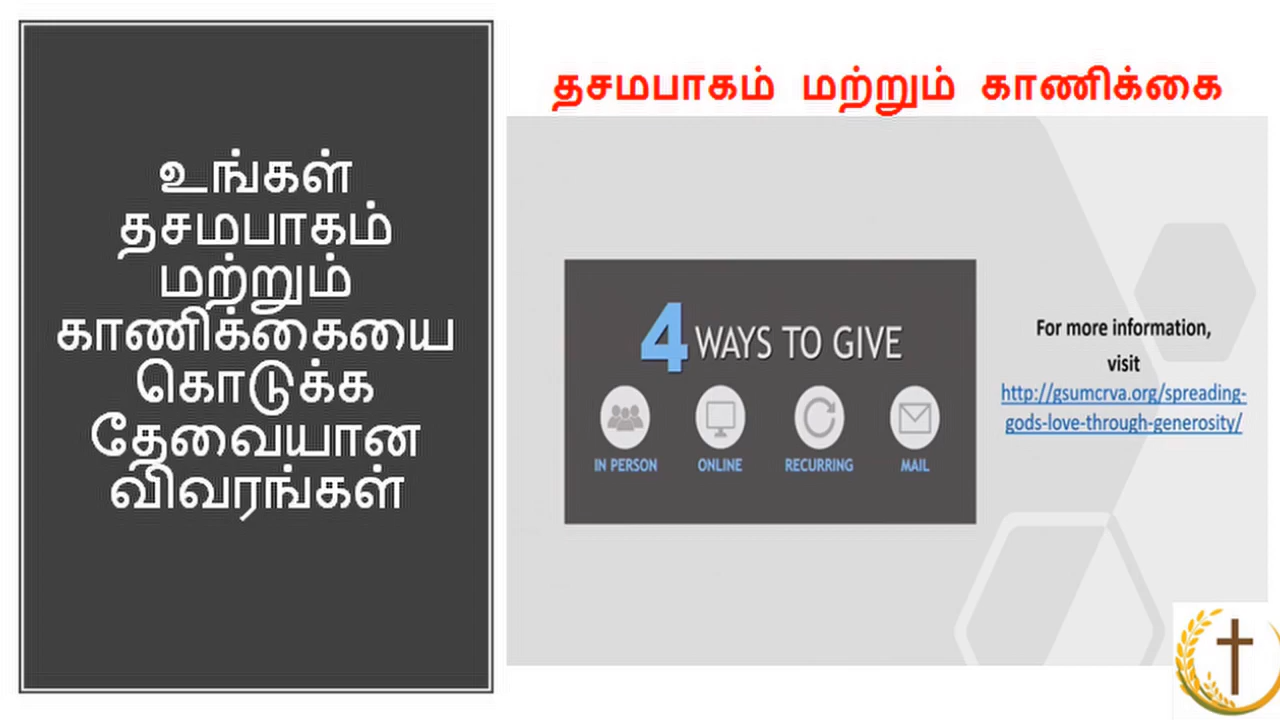 உங்கள்
தசமபாகம்
மற்றும்
காணிக்கையை
கொடுக்க
தேவையான
விவரங்கள்
தசமபாகம் மற்றும் காணிக்கை
4 WAYS TO GIVE
IN PERSON ONLINE RECURRING MAIL
For more information,
visit
http://gsumcrva.org/spreading-
gods-love-through-generosity/